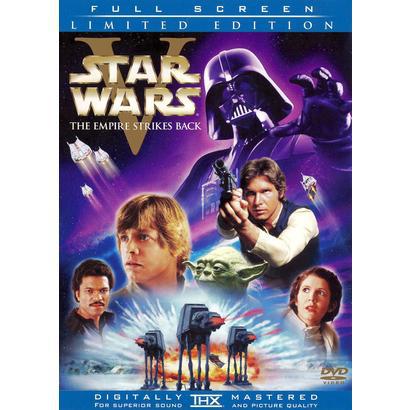 FULL SCREEN
LIMITED EDITION
V
STAR
WARS
THE EMPIRE STRIKES BACK
DVD
VIDEO
DIGITALLY THX MASTERED
FOR SUPERIOR SOUND AND PICTURE QUALITY